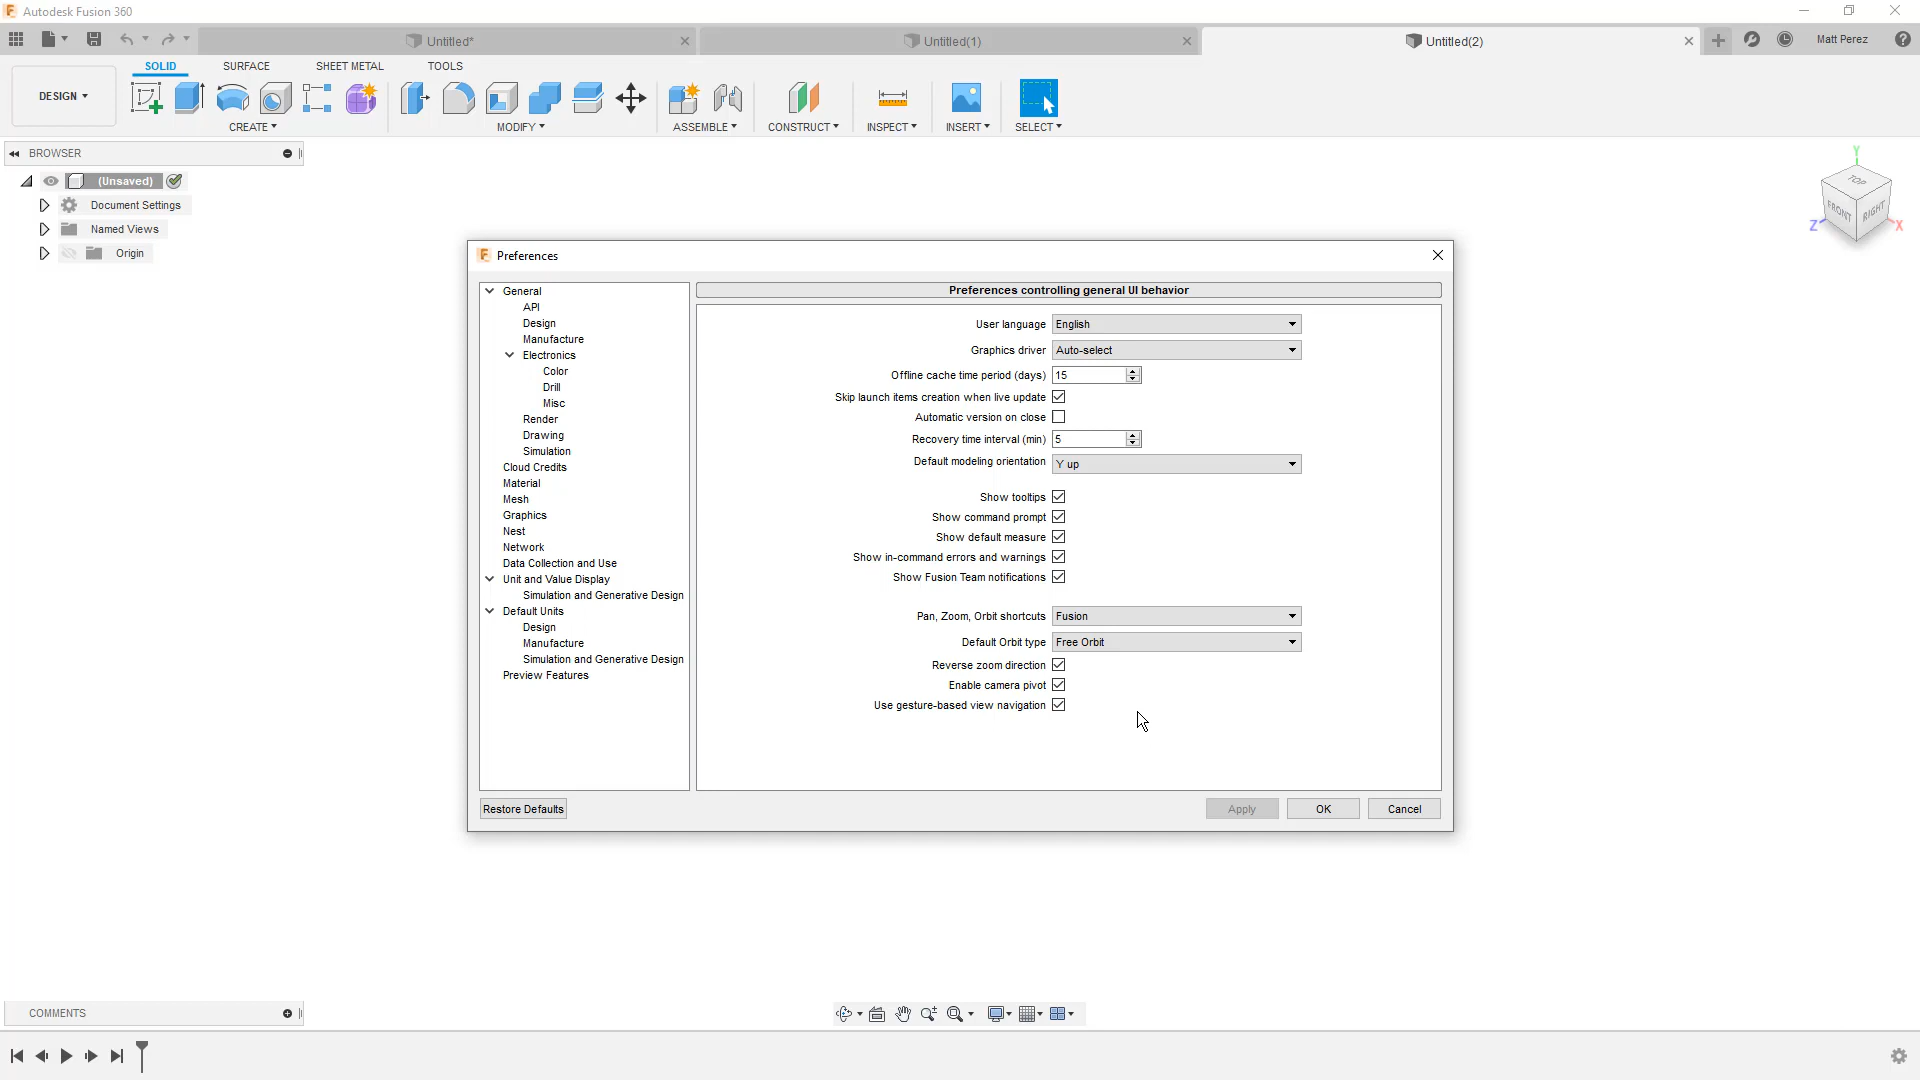 Autodesk Fusion 360
Untitled*
Untitled(1)
Untitled(2)
Matt Perez
DESIGN
SOLID
SURFACE
SHEET METAL
TOOLS
CREATE
MODIFY
ASSEMBLE
CONSTRUCT
INSPECT
INSERT
SELECT
BROWSER
(Unsaved)
Document Settings
Named Views
Origin
Y
TOP
FRONT
RIGHT
Z
X
Preferences
General
API
Design
Manufacture
Electronics
Color
Drill
Misc
Render
Drawing
Simulation
Cloud Credits
Material
Mesh
Graphics
Nest
Network
Data Collection and Use
Unit and Value Display
Simulation and Generative Design
Default Units
Design
Manufacture
Simulation and Generative Design
Preview Features
Preferences controlling general UI behavior
User language English
Graphics driver Auto-select
Offline cache time period (days) 15
Skip launch items creation when live update
Automatic version on close
Recovery time interval (min) 5
Default modeling orientation Y up
Show tooltips
Show command prompt
Show default measure
Show in-command errors and warnings
Show Fusion Team notifications
Pan, Zoom, Orbit shortcuts Fusion
Default Orbit type Free Orbit
Reverse zoom direction
Enable camera pivot
Use gesture-based view navigation
Restore Defaults
Apply
OK
Cancel
COMMENTS